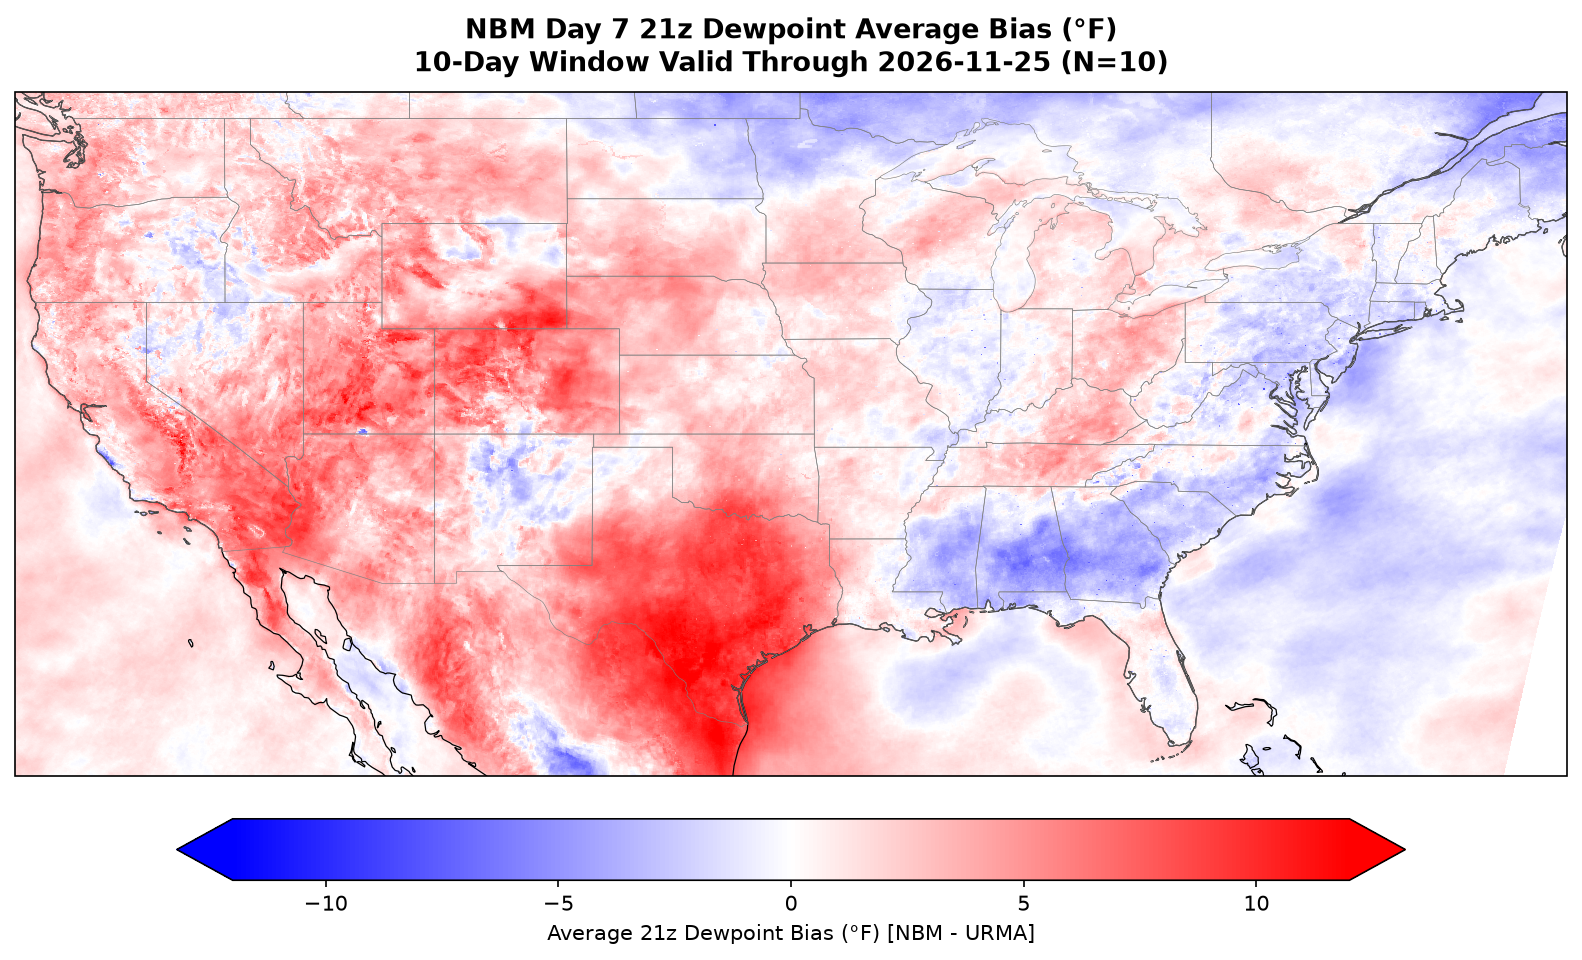 NBM Day 7 21z Dewpoint Average Bias (°F)
10-Day Window Valid Through 2026-11-25 (N=10)
−10 −5 0 5 10
Average 21z Dewpoint Bias (°F) [NBM - URMA]